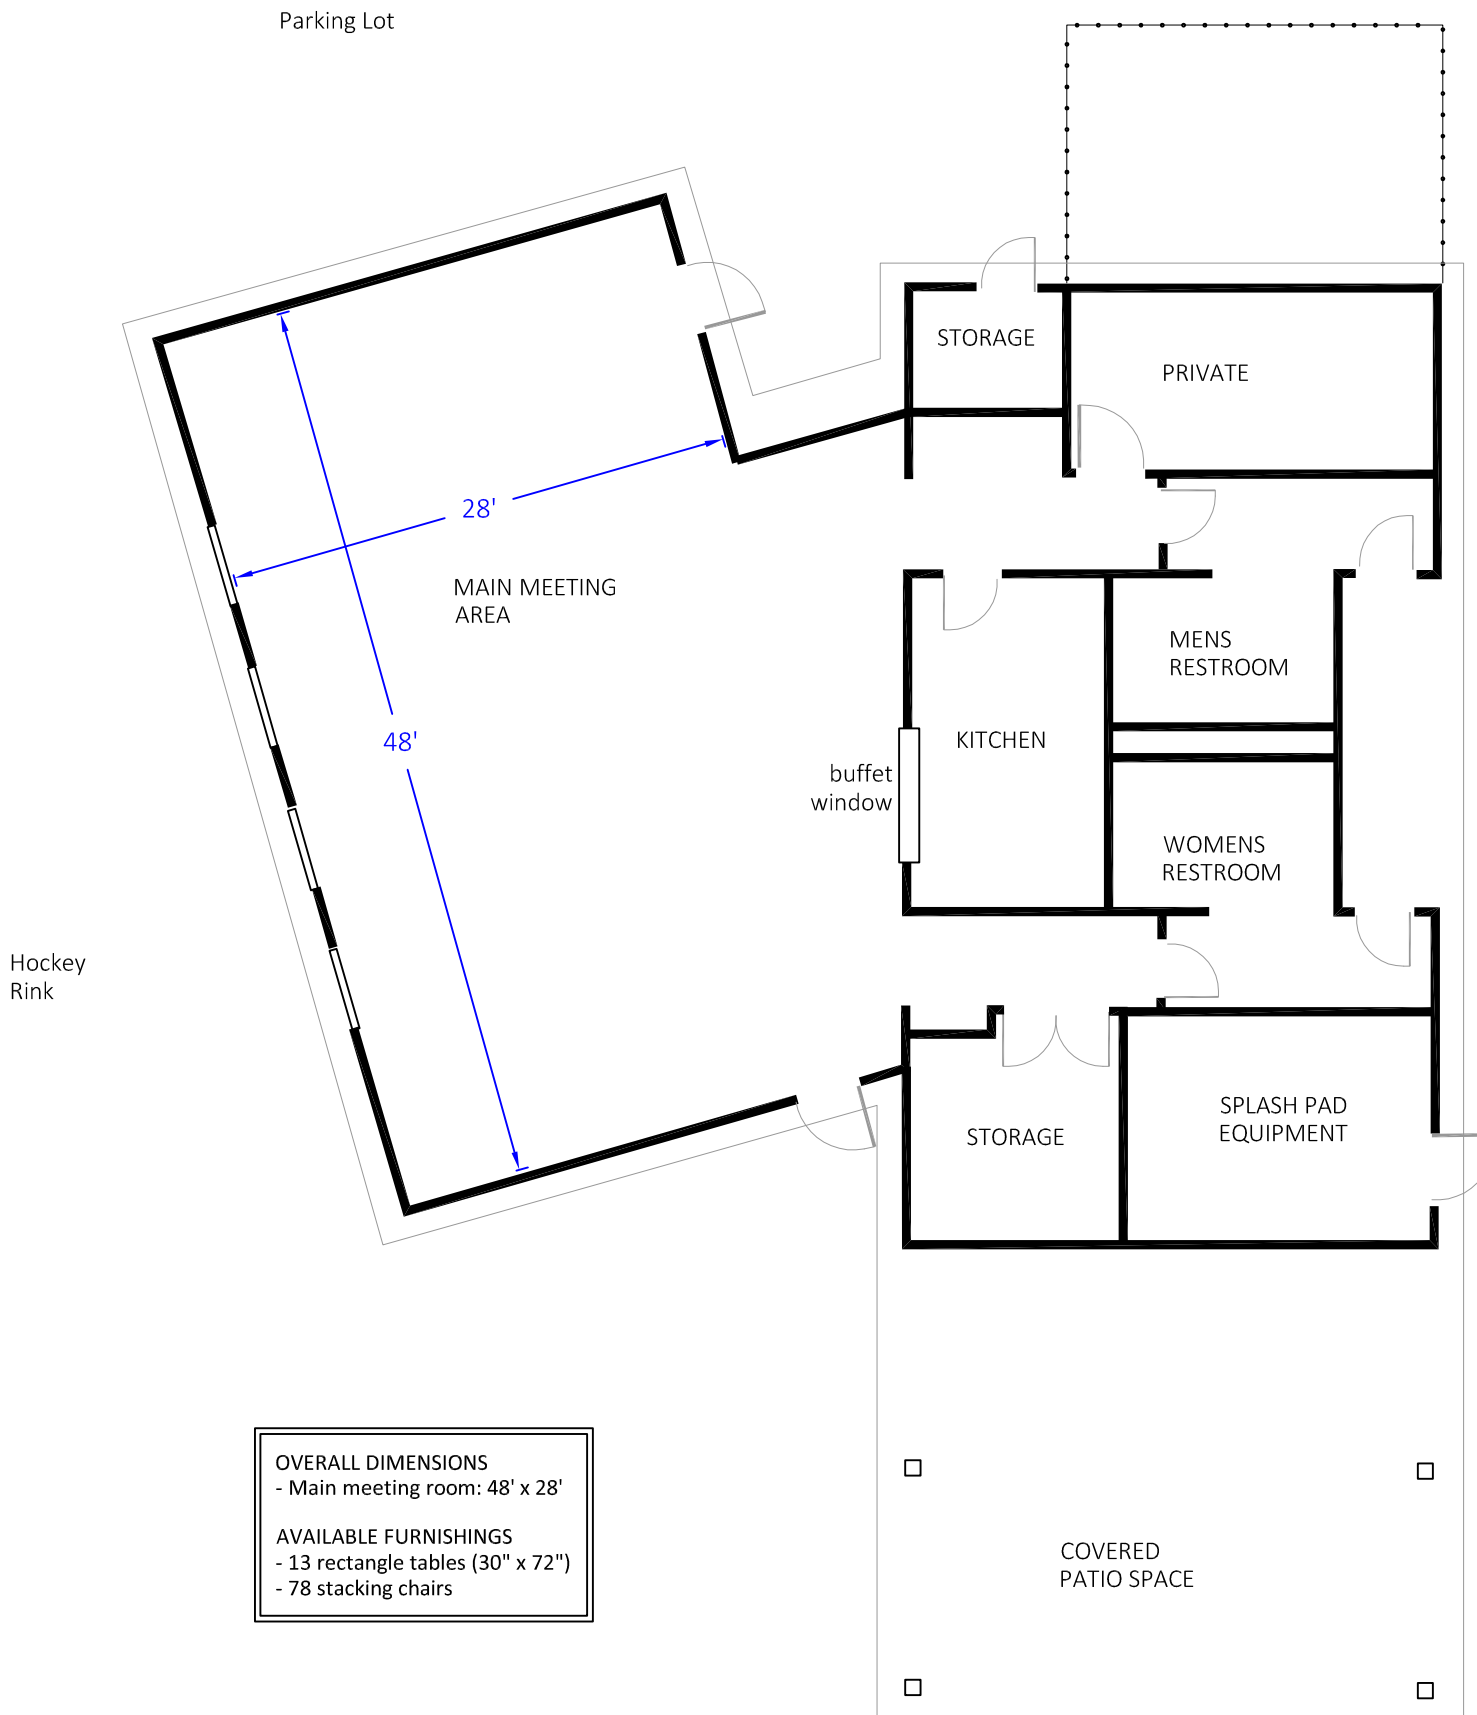 Parking Lot
STORAGE
PRIVATE
28'
MAIN MEETING
AREA
MENS
RESTROOM
48'
KITCHEN
buffet
window
WOMENS
RESTROOM
Hockey
Rink
SPLASH PAD
EQUIPMENT
STORAGE
OVERALL DIMENSIONS
- Main meeting room: 48' x 28'
AVAILABLE FURNISHINGS
- 13 rectangle tables (30" x 72")
- 78 stacking chairs
COVERED
PATIO SPACE